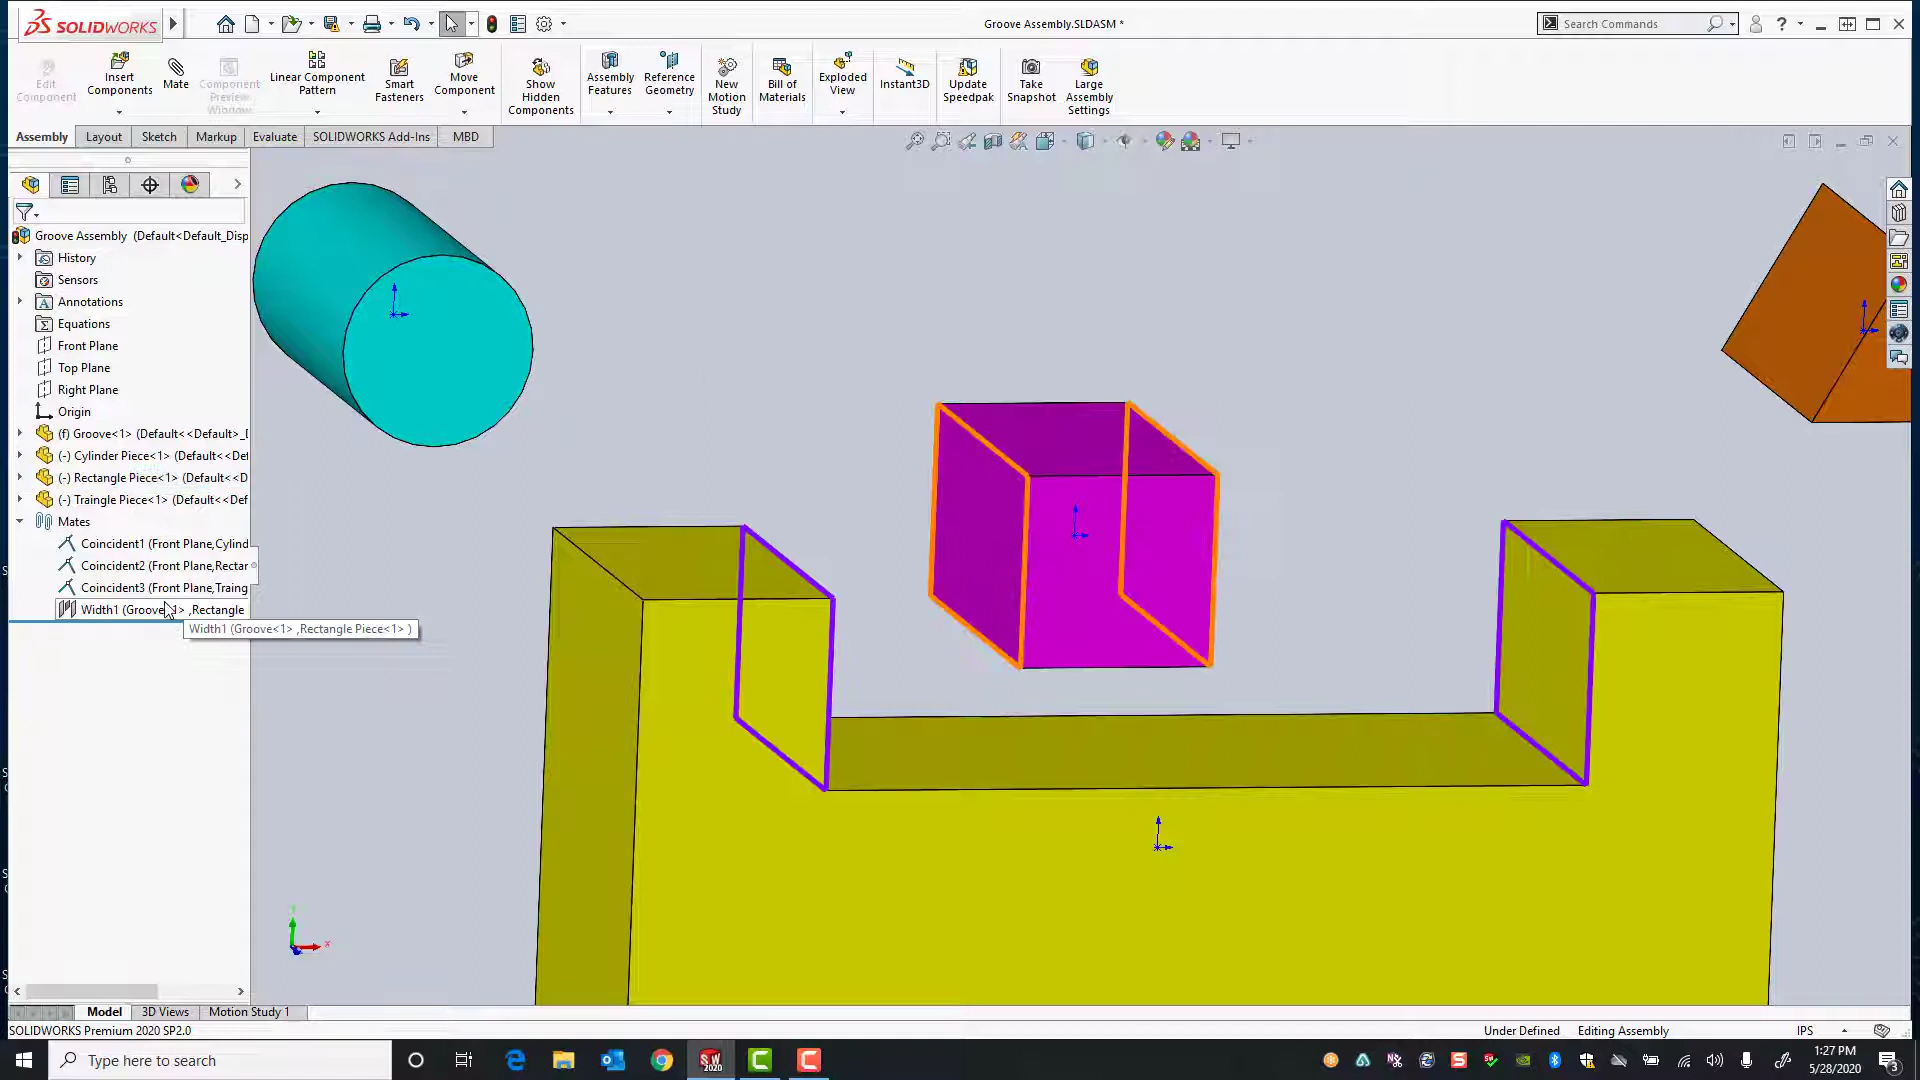 SOLIDWORKS
Groove Assembly.SLDASM *
Search Commands
Edit Component
Insert Components
Mate
Component Preview Window
Linear Component Pattern
Smart Fasteners
Move Component
Show Hidden Components
Assembly Features
Reference Geometry
New Motion Study
Bill of Materials
Exploded View
Instant3D
Update Speedpak
Take Snapshot
Large Assembly Settings
Assembly
Layout
Sketch
Markup
Evaluate
SOLIDWORKS Add-Ins
MBD
Groove Assembly (Default<Default_Disp
History
Sensors
Annotations
Equations
Front Plane
Top Plane
Right Plane
Origin
(f) Groove<1> (Default<<Default>_D
(-) Cylinder Piece<1> (Default<<Def
(-) Rectangle Piece<1> (Default<<D
(-) Traingle Piece<1> (Default<<Def
Mates
Coincident1 (Front Plane,Cylind
Coincident2 (Front Plane,Rectan
Coincident3 (Front Plane,Traing
Width1 (Groove<1> ,Rectangle
Width1 (Groove<1> ,Rectangle Piece<1> )
Y
X
Model
3D Views
Motion Study 1
SOLIDWORKS Premium 2020 SP2.0
Under Defined
Editing Assembly
IPS
Type here to search
1:27 PM
5/28/2020
3